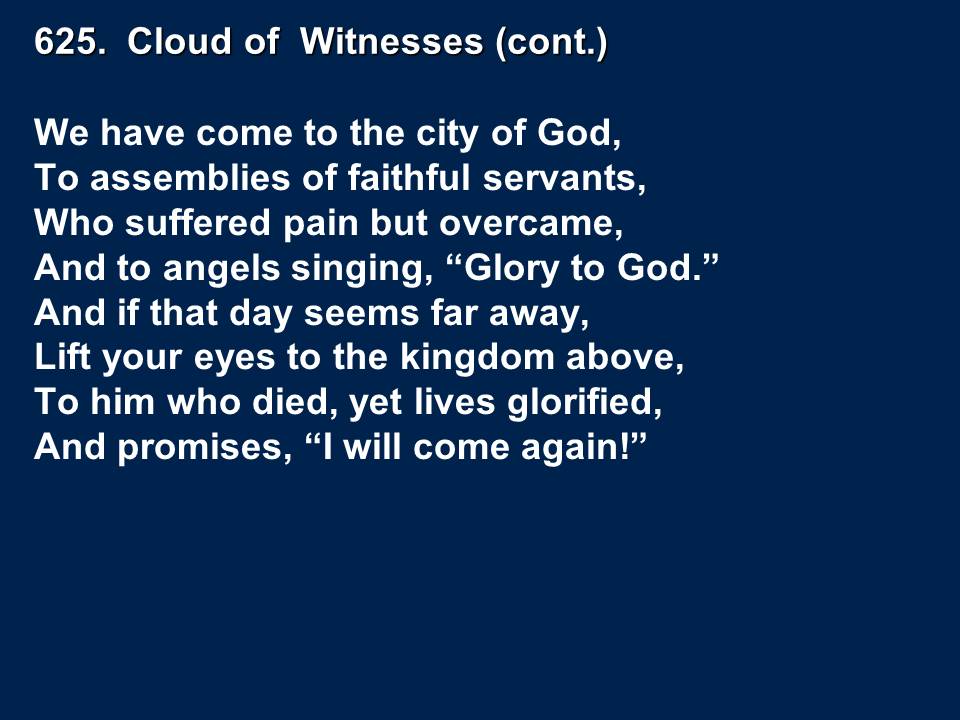 625.  Cloud of  Witnesses (cont.)
We have come to the city of God,
To assemblies of faithful servants,
Who suffered pain but overcame,
And to angels singing, “Glory to God.”
And if that day seems far away,
Lift your eyes to the kingdom above,
To him who died, yet lives glorified,
And promises, “I will come again!”